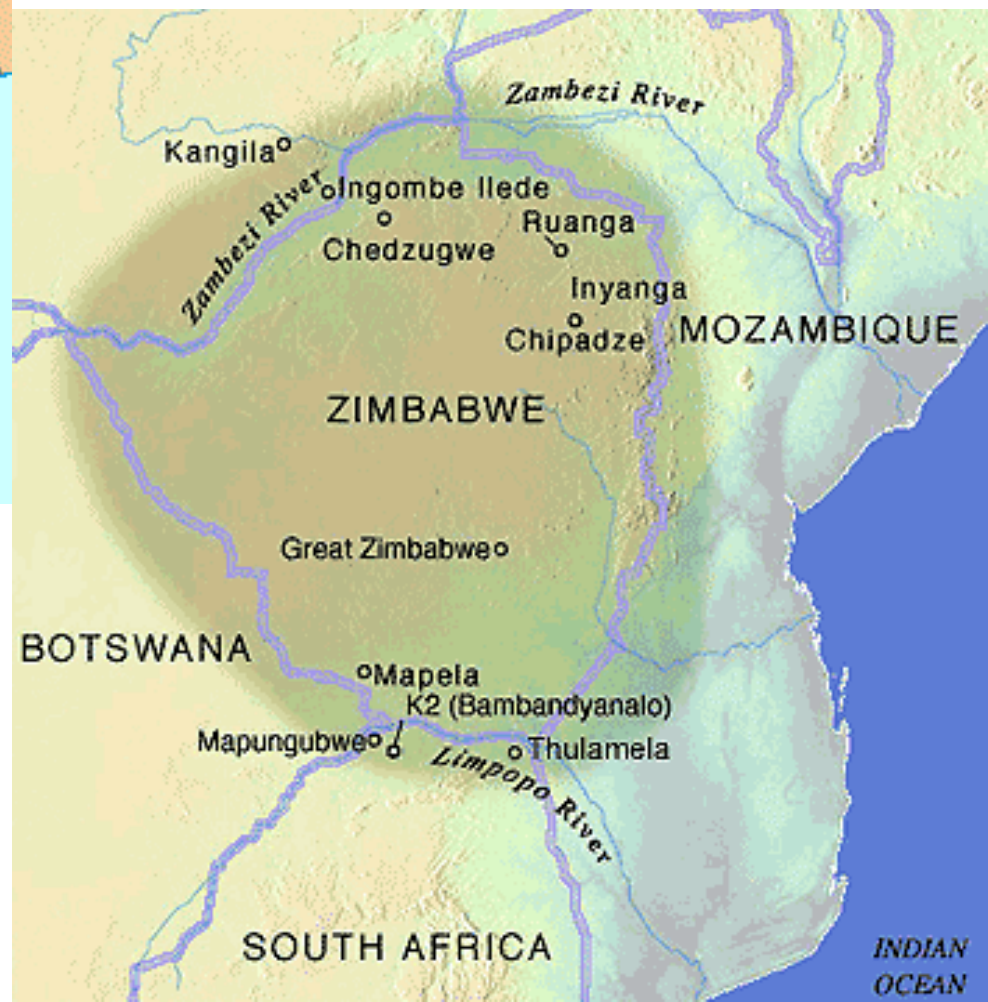 Zambezi River
Kangila
Ingombe Ilede
Zambezi River
Ruanga
Chedzugwe
Inyanga
Chipadze
MOZAMBIQUE
ZIMBABWE
Great Zimbabwe
BOTSWANA
Mapela
K2 (Bambandyanalo)
Mapungubwe
Thulamela
Limpopo River
SOUTH AFRICA
INDIAN
OCEAN